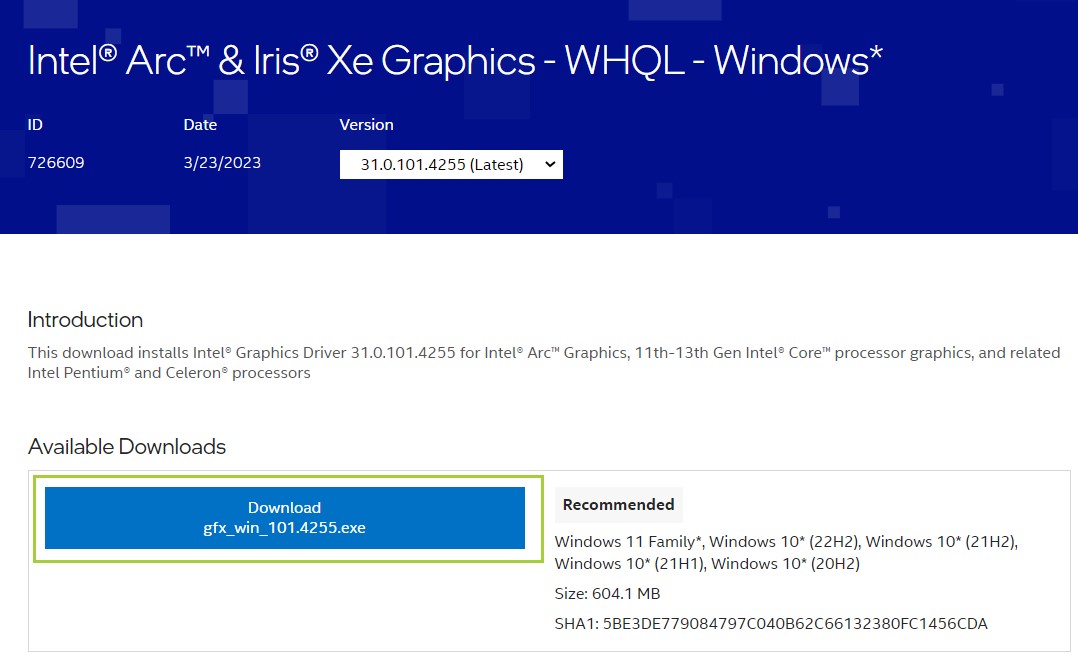 Intel® Arc™ & Iris® Xe Graphics - WHQL - Windows*
ID
Date
Version
726609
3/23/2023
31.0.101.4255 (Latest)
Introduction
This download installs Intel® Graphics Driver 31.0.101.4255 for Intel® Arc™ Graphics, 11th-13th Gen Intel® Core™ processor graphics, and related
Intel Pentium® and Celeron® processors
Available Downloads
Download
gfx_win_101.4255.exe
Recommended
Windows 11 Family*, Windows 10* (22H2), Windows 10* (21H2),
Windows 10* (21H1), Windows 10* (20H2)
Size: 604.1 MB
SHA1: 5BE3DE779084797C040B62C66132380FC1456CDA